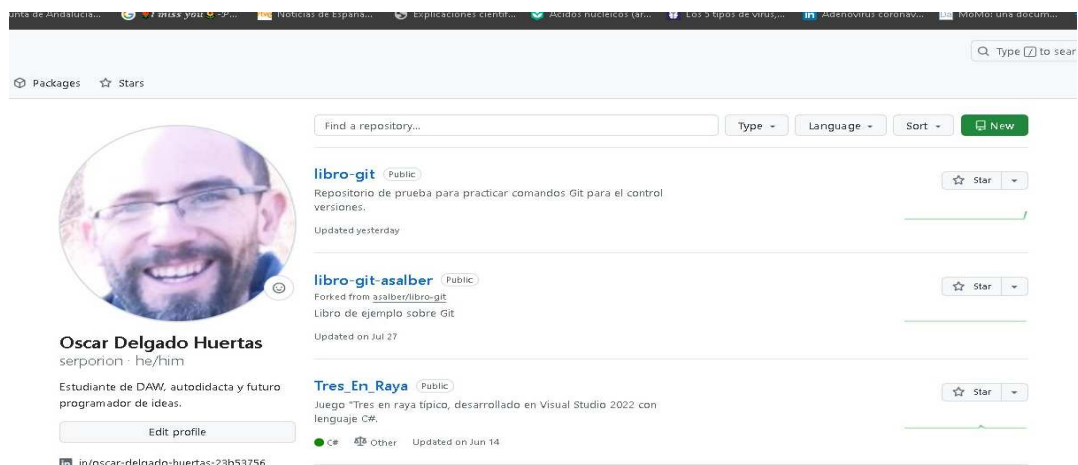 unta de Andalucía...
I miss you
Noticias de España...
Explicaciones científ...
Ácidos nucleicos (ar...
Los 5 tipos de virus,...
Adenovirus coronav...
MoMo: una docum...
Type / to sear
Packages
Stars
Find a repository...
Type
Language
Sort
New
libro-git Public
Star
Repositorio de prueba para practicar comandos Git para el control
versiones.
Updated yesterday
libro-git-asalber Public
Star
Forked from asalber/libro-git
Libro de ejemplo sobre Git
Updated on Jul 27
Oscar Delgado Huertas
serporion · he/him
Estudiante de DAW, autodidacta y futuro
programador de ideas.
Edit profile
in/oscar-delgado-huertas-23b53756
Tres_En_Raya Public
Star
Juego "Tres en raya típico, desarrollado en Visual Studio 2022 con
lenguaje C#.
C# Other Updated on Jun 14